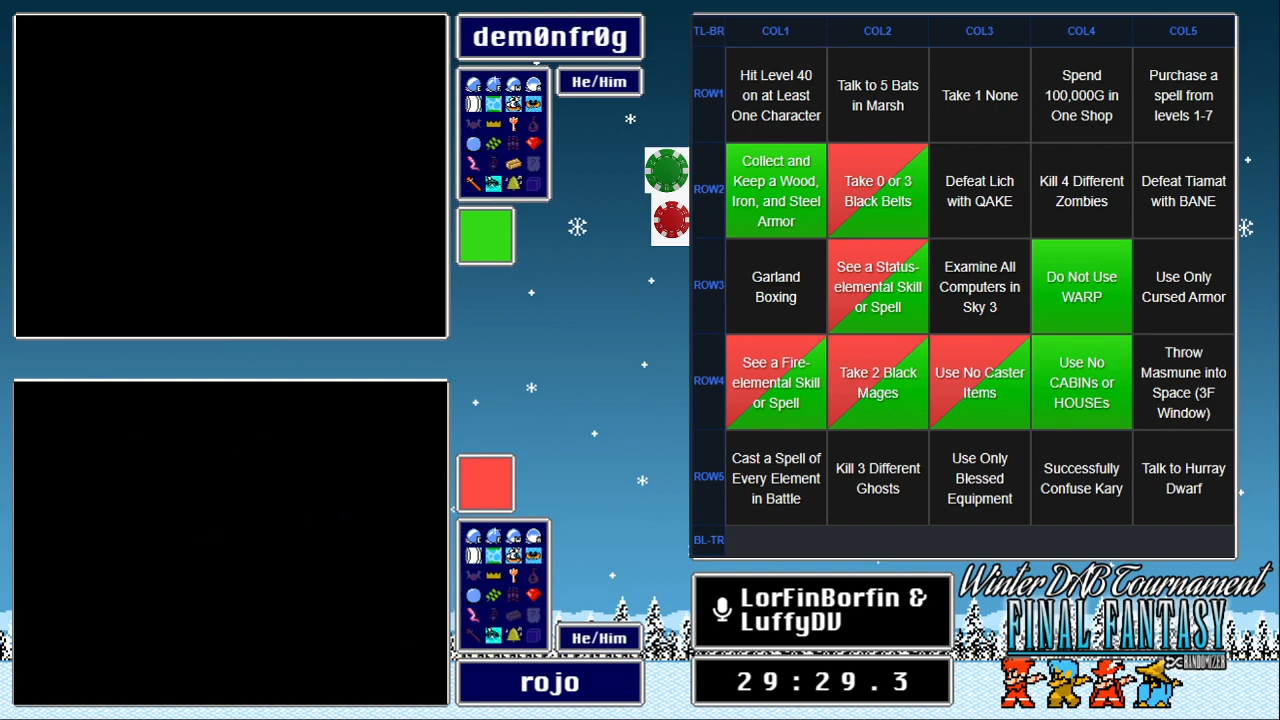 dem0nfr0g
He/Him
TL-BR
COL1
COL2
COL3
COL4
COL5
ROW1
Hit Level 40
on at Least
One Character
Talk to 5 Bats
in Marsh
Take 1 None
Spend
100,000G in
One Shop
Purchase a
spell from
levels 1-7
ROW2
Collect and
Keep a Wood,
Iron, and Steel
Armor
Take 0 or 3
Black Belts
Defeat Lich
with QAKE
Kill 4 Different
Zombies
Defeat Tiamat
with BANE
ROW3
Garland
Boxing
See a Status-
elemental Skill
or Spell
Examine All
Computers in
Sky 3
Do Not Use
WARP
Use Only
Cursed Armor
ROW4
See a Fire-
elemental Skill
or Spell
Take 2 Black
Mages
Use No Caster
Items
Use No
CABINs or
HOUSEs
Throw
Masmune into
Space (3F
Window)
ROW5
Cast a Spell of
Every Element
in Battle
Kill 3 Different
Ghosts
Use Only
Blessed
Equipment
Successfully
Confuse Kary
Talk to Hurray
Dwarf
BL-TR
He/Him
rojo
LorFinBorfin &
LuffyDV
29:29.3
Winter DAB Tournament
FINAL FANTASY
RANDOMIZER